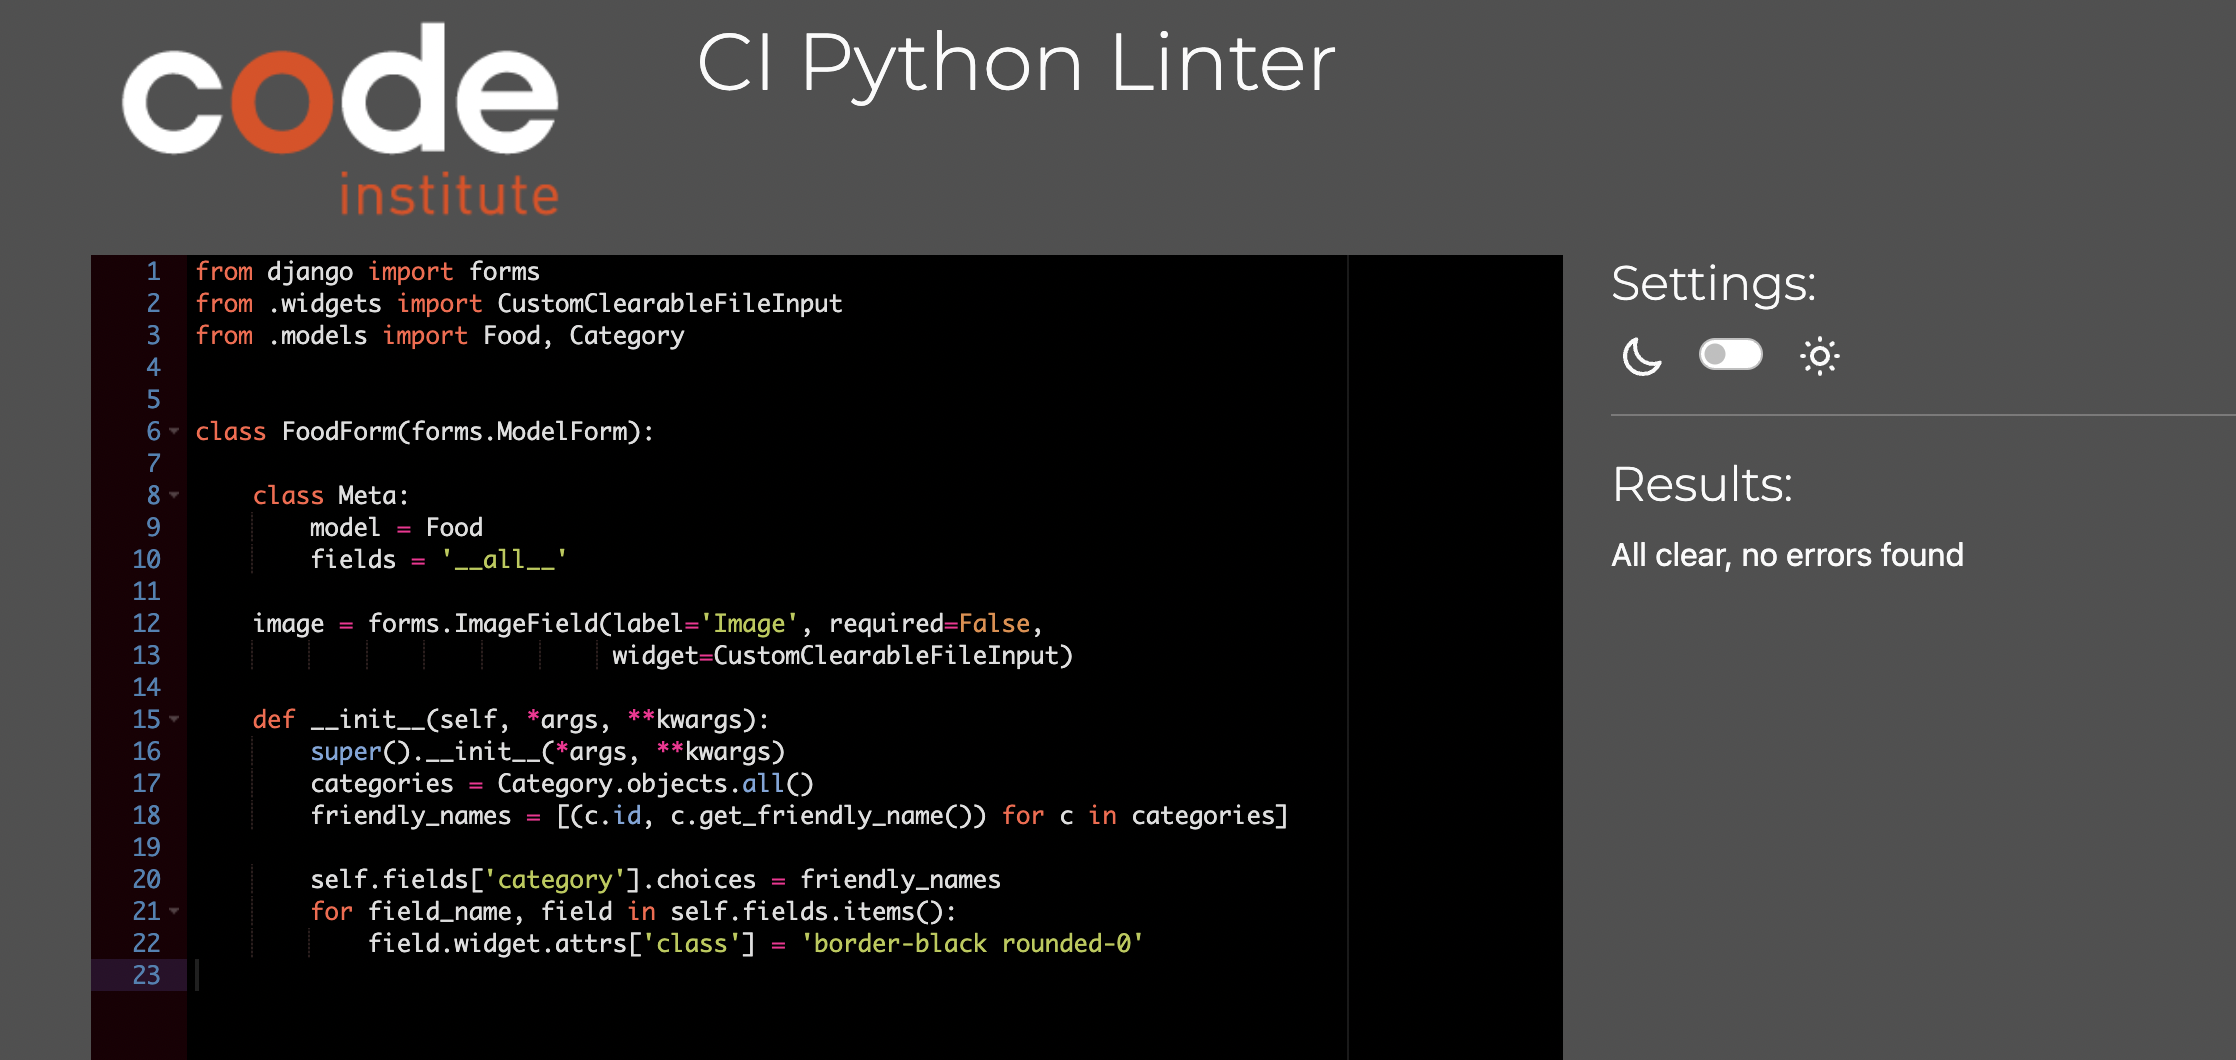 code
institute
CI Python Linter
1 from django import forms
2 from .widgets import CustomClearableFileInput
3 from .models import Food, Category
4
5
6 class FoodForm(forms.ModelForm):
7
8     class Meta:
9         model = Food
10         fields = '__all__'
11
12     image = forms.ImageField(label='Image', required=False,
13                              widget=CustomClearableFileInput)
14
15     def __init__(self, *args, **kwargs):
16         super().__init__(*args, **kwargs)
17         categories = Category.objects.all()
18         friendly_names = [(c.id, c.get_friendly_name()) for c in categories]
19
20         self.fields['category'].choices = friendly_names
21         for field_name, field in self.fields.items():
22             field.widget.attrs['class'] = 'border-black rounded-0'
23
Settings:
Results:
All clear, no errors found